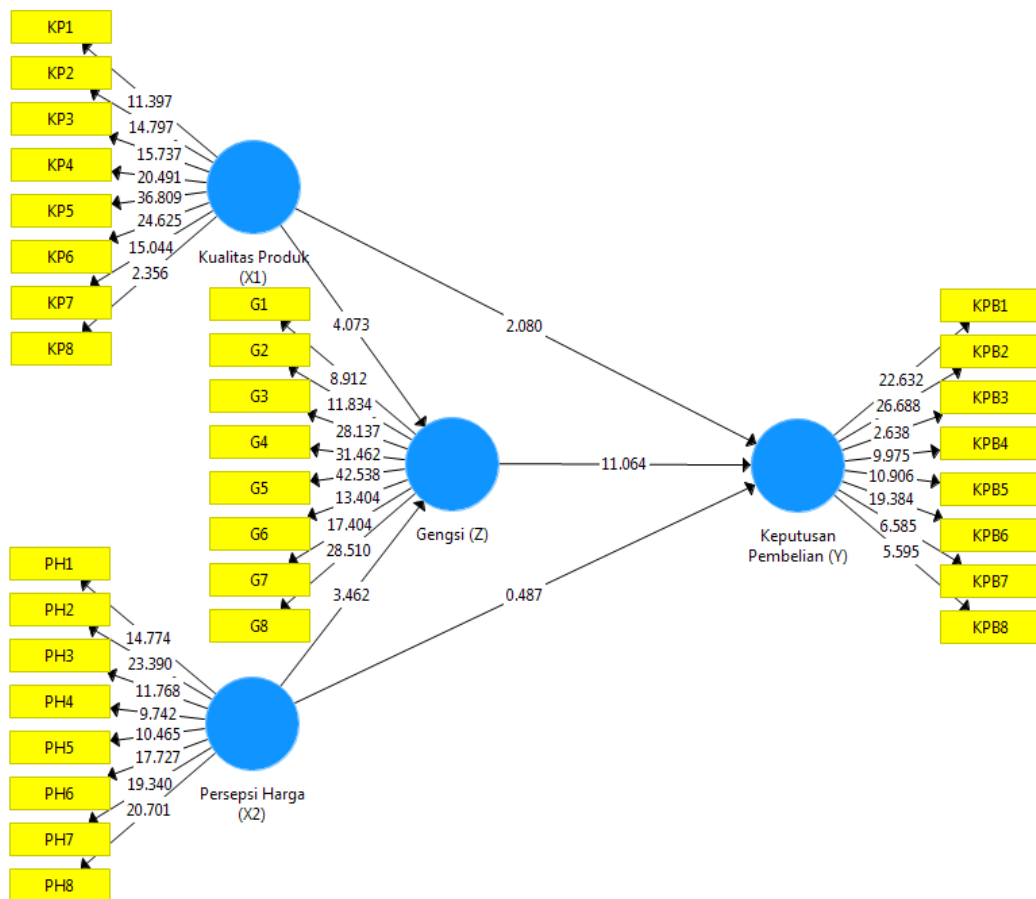 KP1
KP2
KP3
KP4
KP5
KP6
KP7
KP8
11.397
14.797
15.737
20.491
36.809
24.625
15.044
2.356
Kualitas Produk
(X1)
4.073
2.080
G1
G2
G3
G4
G5
G6
G7
G8
8.912
11.834
28.137
31.462
42.538
13.404
17.404
28.510
Gengsi (Z)
11.064
3.462
0.487
PH1
PH2
PH3
PH4
PH5
PH6
PH7
PH8
14.774
23.390
11.768
9.742
10.465
17.727
19.340
20.701
Persepsi Harga
(X2)
Keputusan
Pembelian (Y)
22.632
26.688
2.638
9.975
10.906
19.384
6.585
5.595
KPB1
KPB2
KPB3
KPB4
KPB5
KPB6
KPB7
KPB8